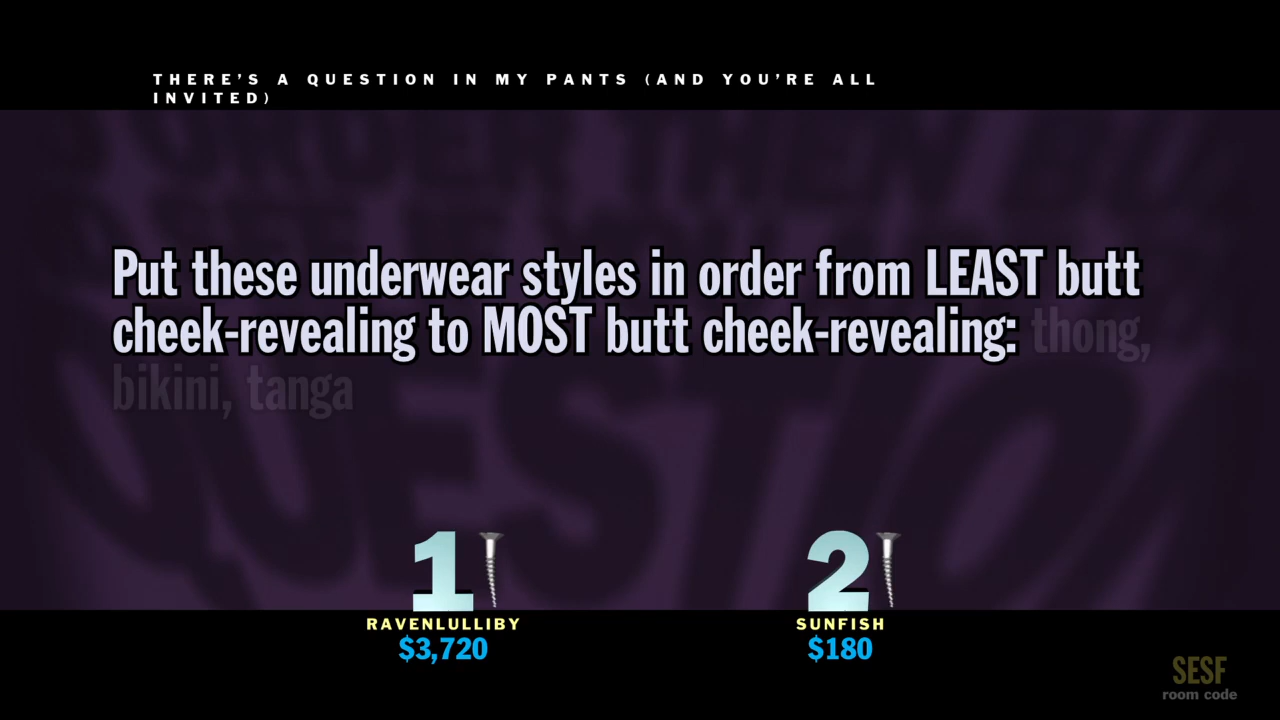 THERE'S A QUESTION IN MY PANTS (AND YOU'RE ALL
INVITED)
Put these underwear styles in order from LEAST butt
cheek-revealing to MOST butt cheek-revealing: thong,
bikini, tanga
1
2
RAVENLULLIBY
SUNFISH
$3,720
$180
SESF
room code